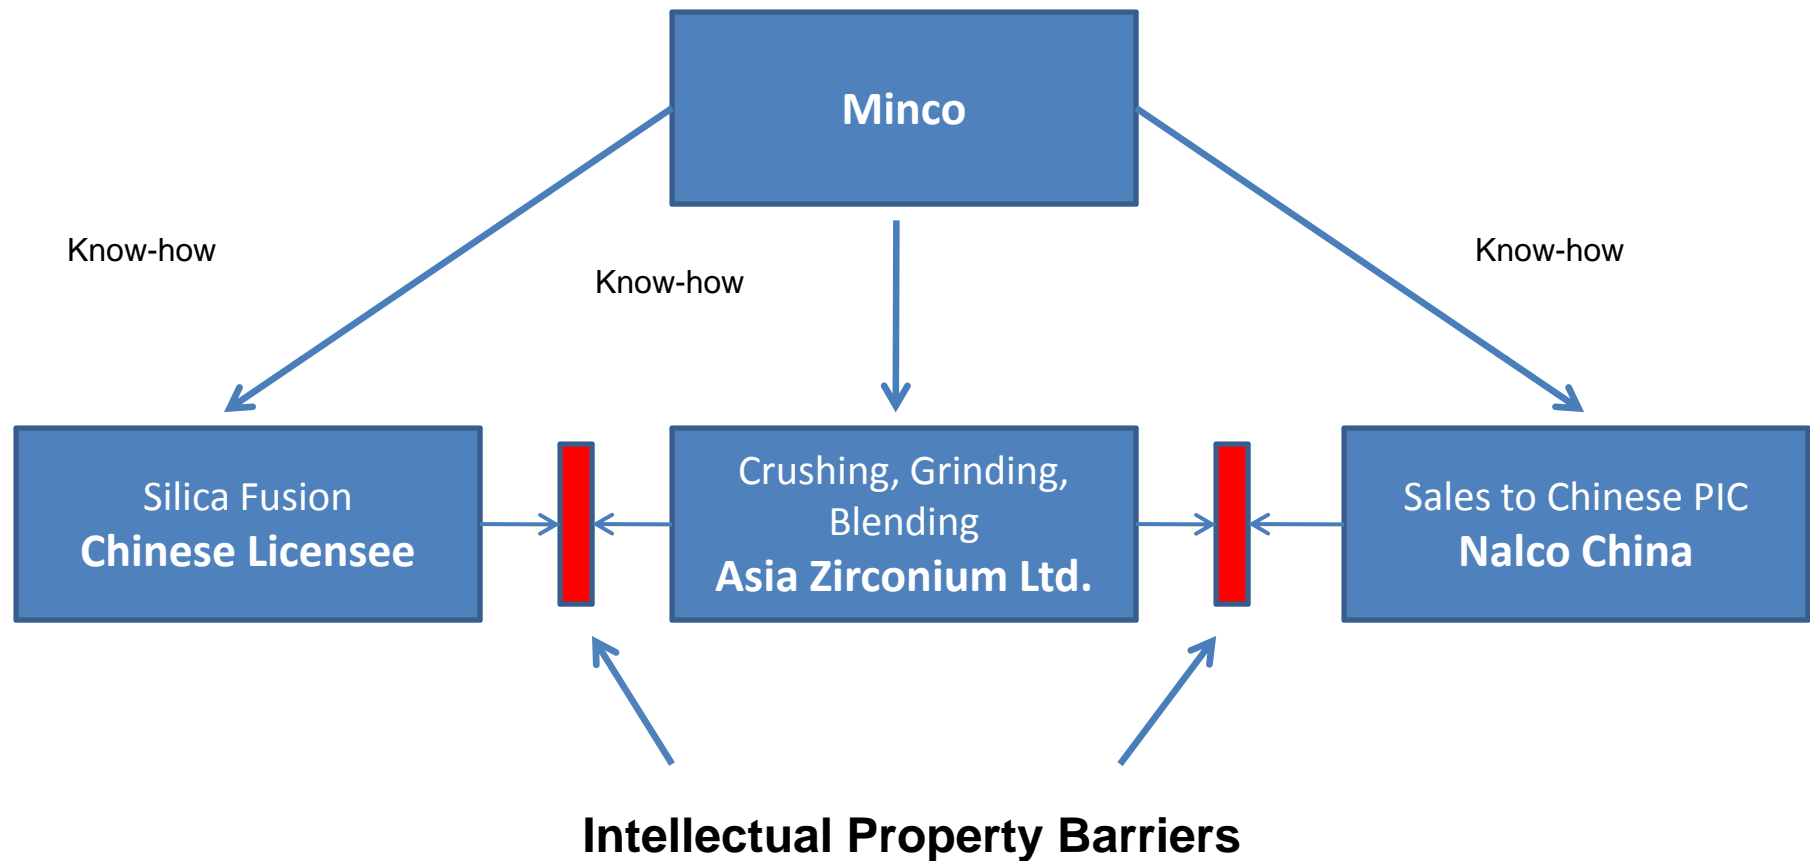 Minco
Know-how
Know-how
Know-how
Silica Fusion
Chinese Licensee
Crushing, Grinding,
Blending
Asia Zirconium Ltd.
Sales to Chinese PIC
Nalco China
Intellectual Property Barriers